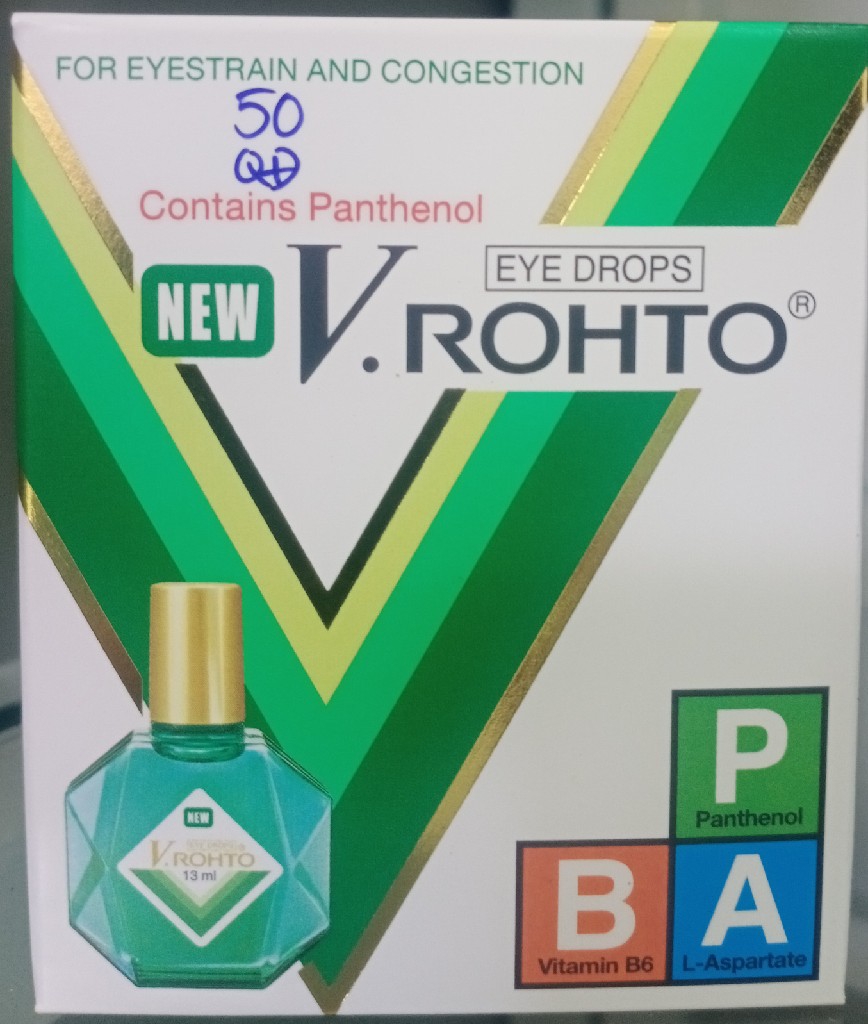 FOR EYESTRAIN AND CONGESTION
50
Contains Panthenol
EYE DROPS
NEW V.ROHTO®
NEW
V.ROHTO
13 ml
P
Panthenol
B A
Vitamin B6 L-Aspartate